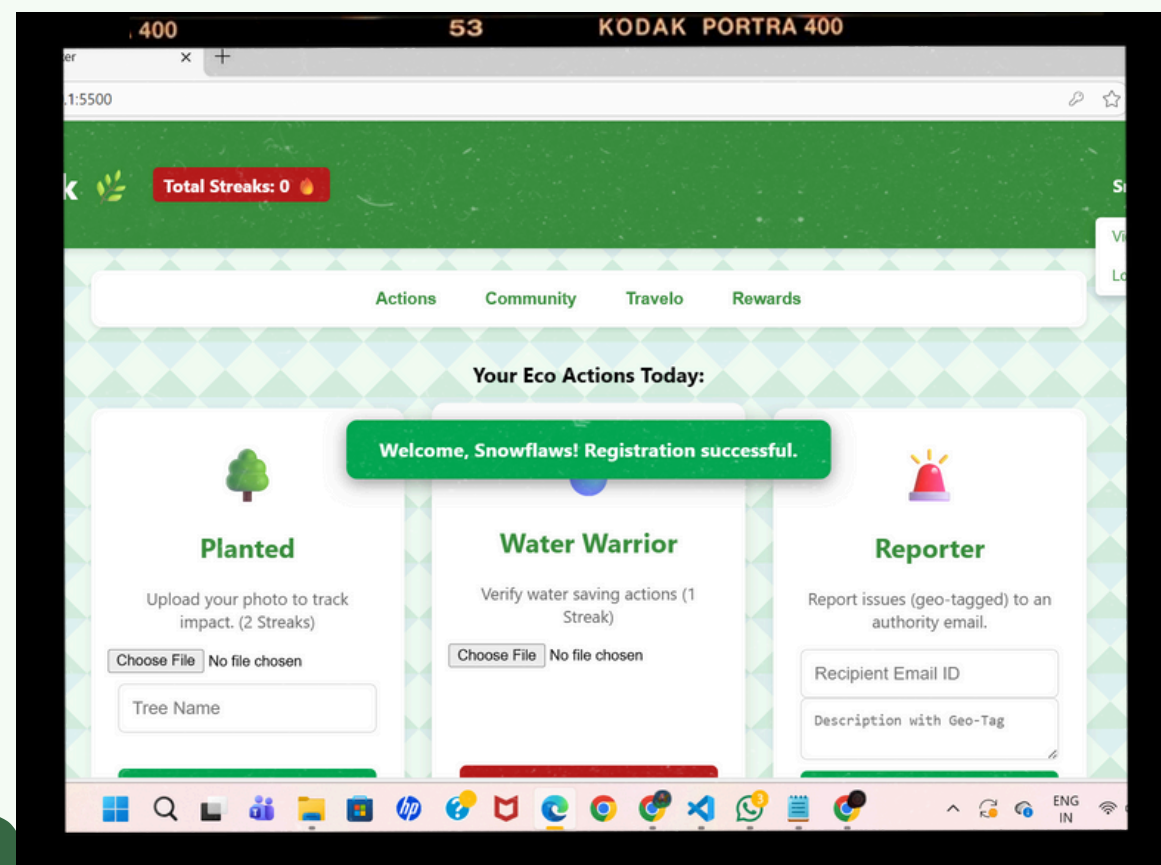 400 53 KODAK PORTRA 400
er
.1:5500
k Total Streaks: 0
Actions Community Travelo Rewards
Your Eco Actions Today:
Welcome, Snowflaws! Registration successful.
Planted
Upload your photo to track
impact. (2 Streaks)
Choose File No file chosen
Tree Name
Water Warrior
Verify water saving actions (1
Streak)
Choose File No file chosen
Reporter
Report issues (geo-tagged) to an
authority email.
Recipient Email ID
Description with Geo-Tag
hp
3
ENG
IN